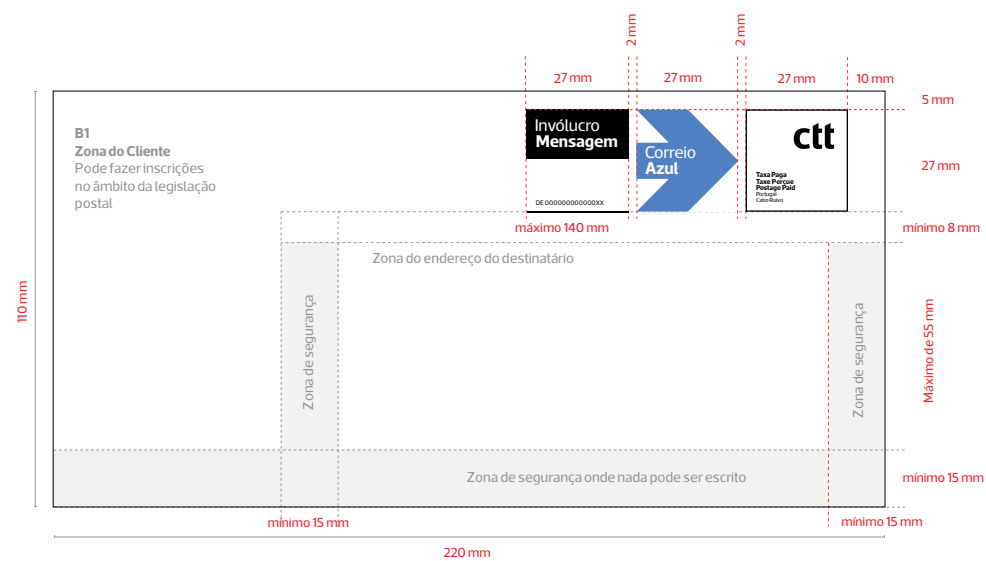 2 mm
2 mm
27 mm
27 mm
27 mm
10 mm
5 mm
B1
Zona do Cliente
Pode fazer inscrições
no âmbito da legislação
postal
Invólucro
Mensagem
DE 000000000000XX
Correio
Azul
ctt
Taxa Paga
Taxe Perçue
Postage Paid
Portugal
Cabo Ruivo
27 mm
máximo 140 mm
mínimo 8 mm
Zona do endereço do destinatário
110 mm
Zona de segurança
Zona de segurança
Máximo de 55 mm
Zona de segurança onde nada pode ser escrito
mínimo 15 mm
mínimo 15 mm
mínimo 15 mm
220 mm